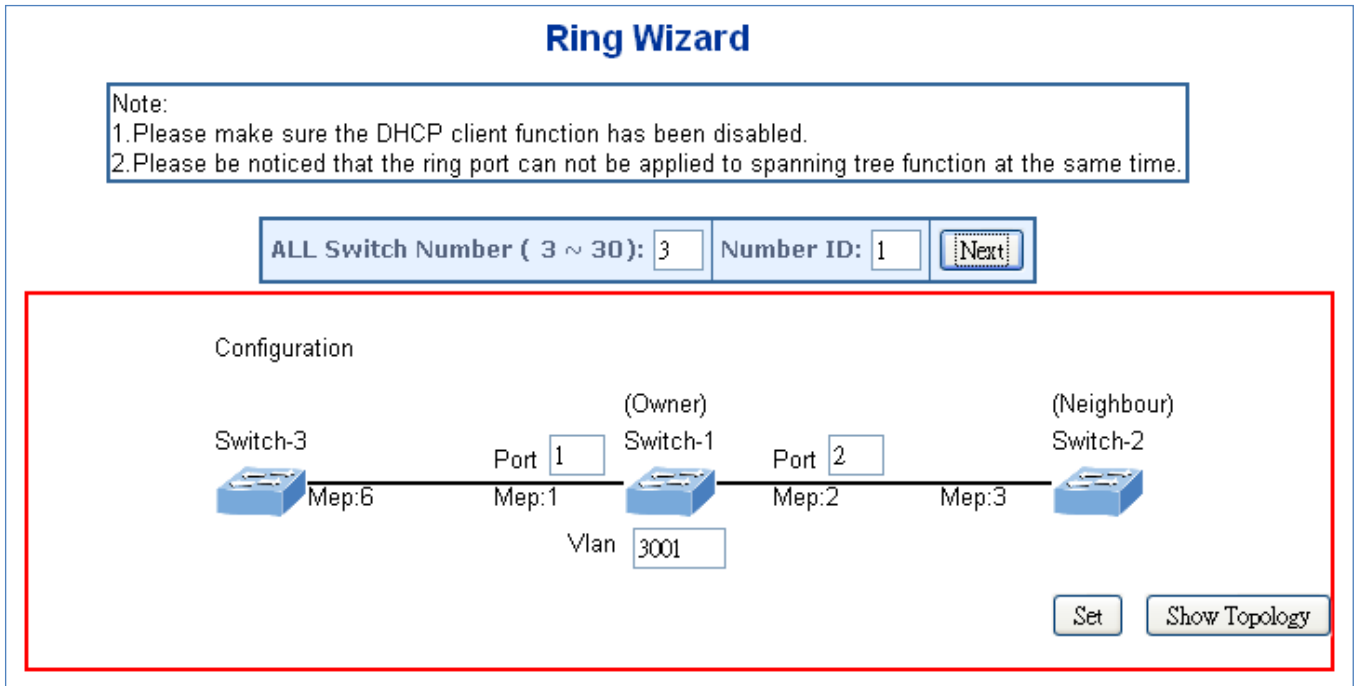 Ring Wizard
Note:
1.Please make sure the DHCP client function has been disabled.
2.Please be noticed that the ring port can not be applied to spanning tree function at the same time.
ALL Switch Number ( 3 ~ 30): 3 Number ID: 1 Next
Configuration
(Owner) (Neighbour)
Switch-3 Port 1 Switch-1 Port 2 Switch-2
Mep:6 Mep:1 Mep:2 Mep:3
Vlan 3001
Set Show Topology